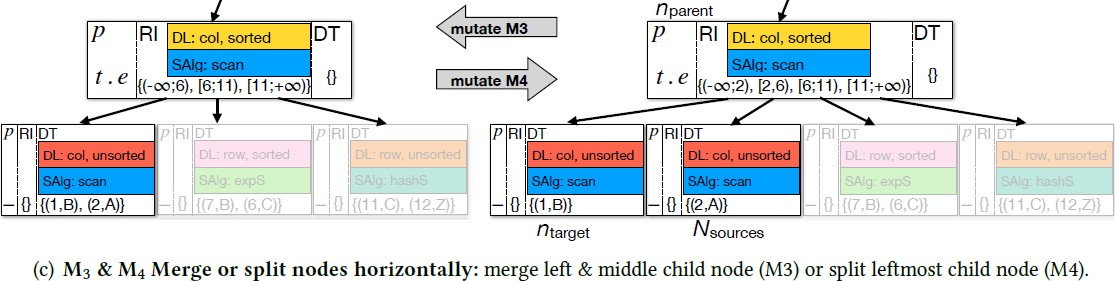 n_parent
mutate M3
mutate M4
p RI DL: col, sorted DT
SAlg: scan
t.e {(-∞;6), [6;11), [11;+∞)} {}
p RI DL: col, sorted DT
SAlg: scan
t.e {(-∞;2), [2,6), [6;11), [11;+∞)} {}
p RI DT
DL: col, unsorted
SAlg: scan
– {} {(1,B), (2,A)}
p RI DT
DL: row, sorted
SAlg: expS
– {} {(7,B), (6,C)}
p RI DT
DL: row, unsorted
SAlg: hashS
– {} {(11,C), (12,Z)}
p RI DT
DL: col, unsorted
SAlg: scan
– {} {(1,B)}
p RI DT
DL: col, unsorted
SAlg: scan
– {} {(2,A)}
p RI DT
DL: row, sorted
SAlg: expS
– {} {(7,B), (6,C)}
p RI DT
DL: row, unsorted
SAlg: hashS
– {} {(11,C), (12,Z)}
n_target
N_sources
(c) M₃ & M₄ Merge or split nodes horizontally: merge left & middle child node (M3) or split leftmost child node (M4).